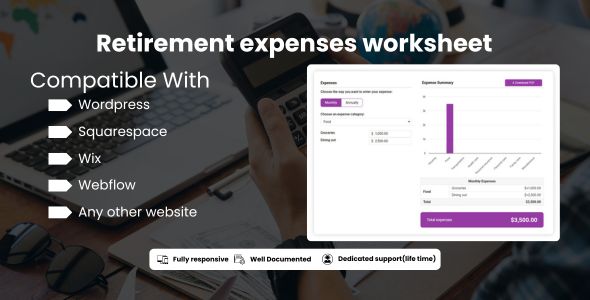 Retirement expenses worksheet
Compatible With
Wordpress
Squarespace
Wix
Webflow
Any other website
Expenses
Choose the way you want to enter your expense:
Monthly
Annually
Choose an expense category:
Food
Groceries
$ 1,000.00
Dining out
$ 2,500.00
Expense Summary
Download PDF
Monthly Expenses
Food
Groceries
$1,000.00
Dining out
$2,500.00
Total
$3,500.00
Total expenses
$3,500.00
Fully responsive
Well Documented
Dedicated support(life time)